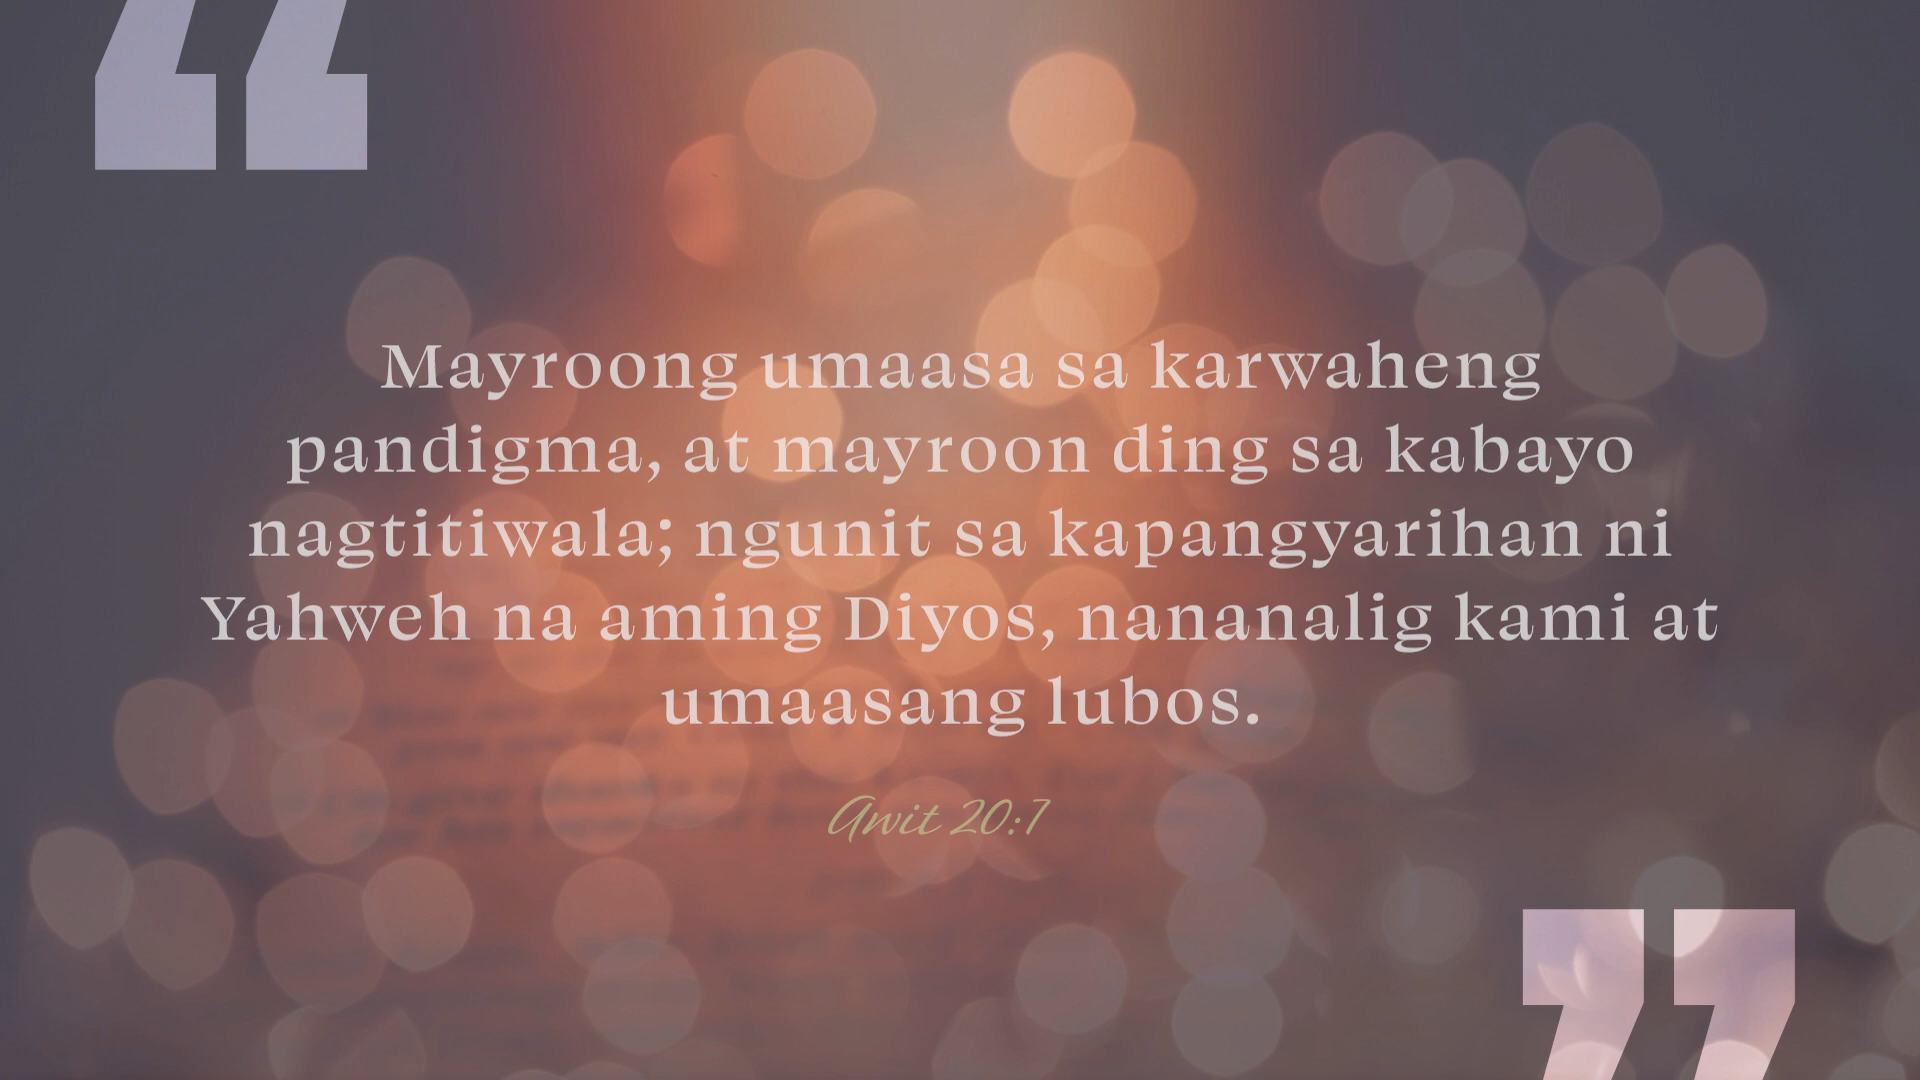 Mayroong umaasa sa karwaheng
pandigma, at mayroon ding sa kabayo
nagtitiwala; ngunit sa kapangyarihan ni
Yahweh na aming Diyos, nananalig kami at
umaasang lubos.
Awit 20:7